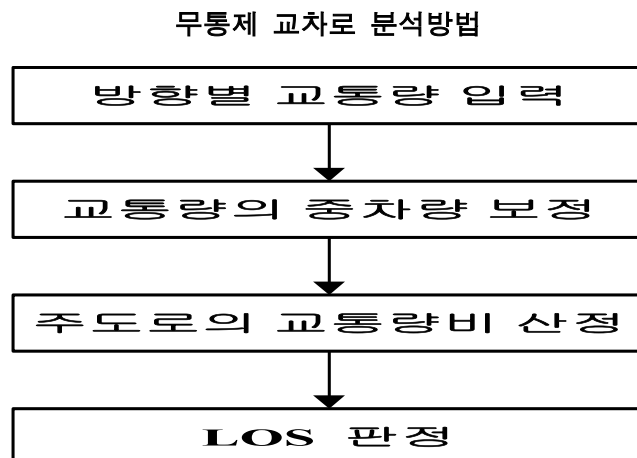 무통제 교차로 분석방법
방향별 교통량 입력
교통량의 중차량 보정
주도로의 교통량비 산정
LOS 판정